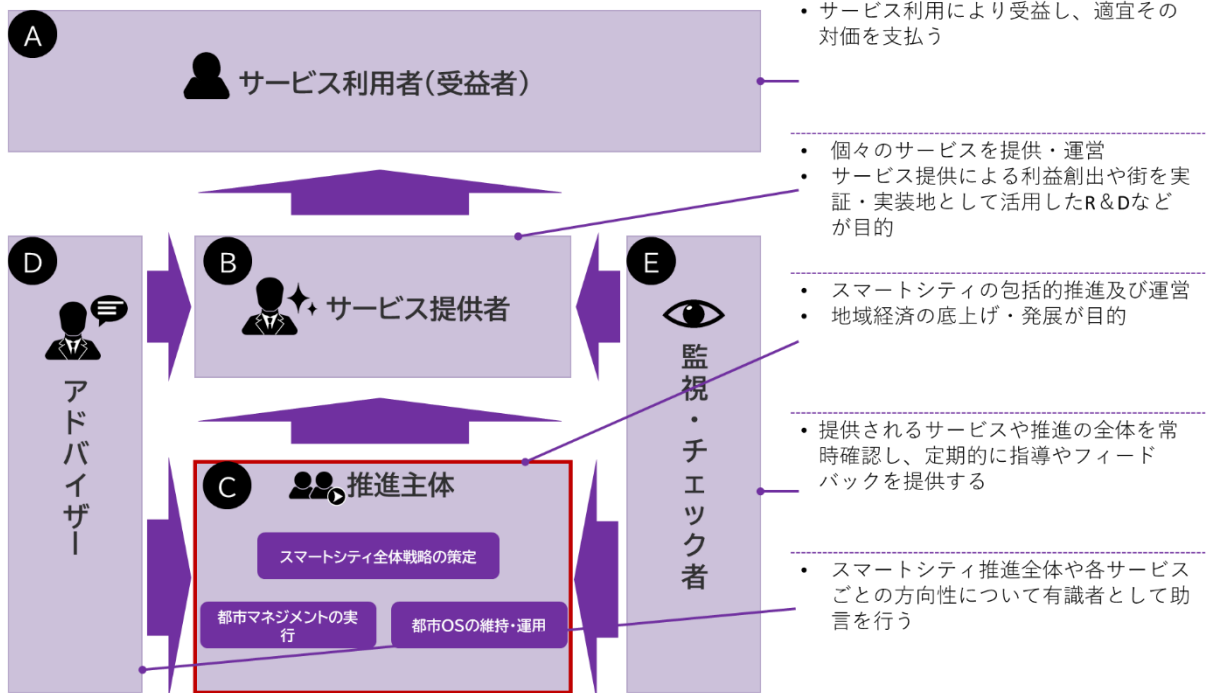 A
サービス利用者(受益者)
• サービス利用により受益し、適宜その
対価を支払う
• 個々のサービスを提供・運営
• サービス提供による利益創出や街を実
証・実装地として活用したR＆Dなど
が目的
D
アドバイザー
B
サービス提供者
E
監視・チェック者
• スマートシティの包括的推進及び運営
• 地域経済の底上げ・発展が目的
C
推進主体
スマートシティ全体戦略の策定
都市マネジメントの実
行
都市OSの維持・運用
• 提供されるサービスや推進の全体を常
時確認し、定期的に指導やフィード
バックを提供する
• スマートシティ推進全体や各サービス
ごとの方向性について有識者として助
言を行う